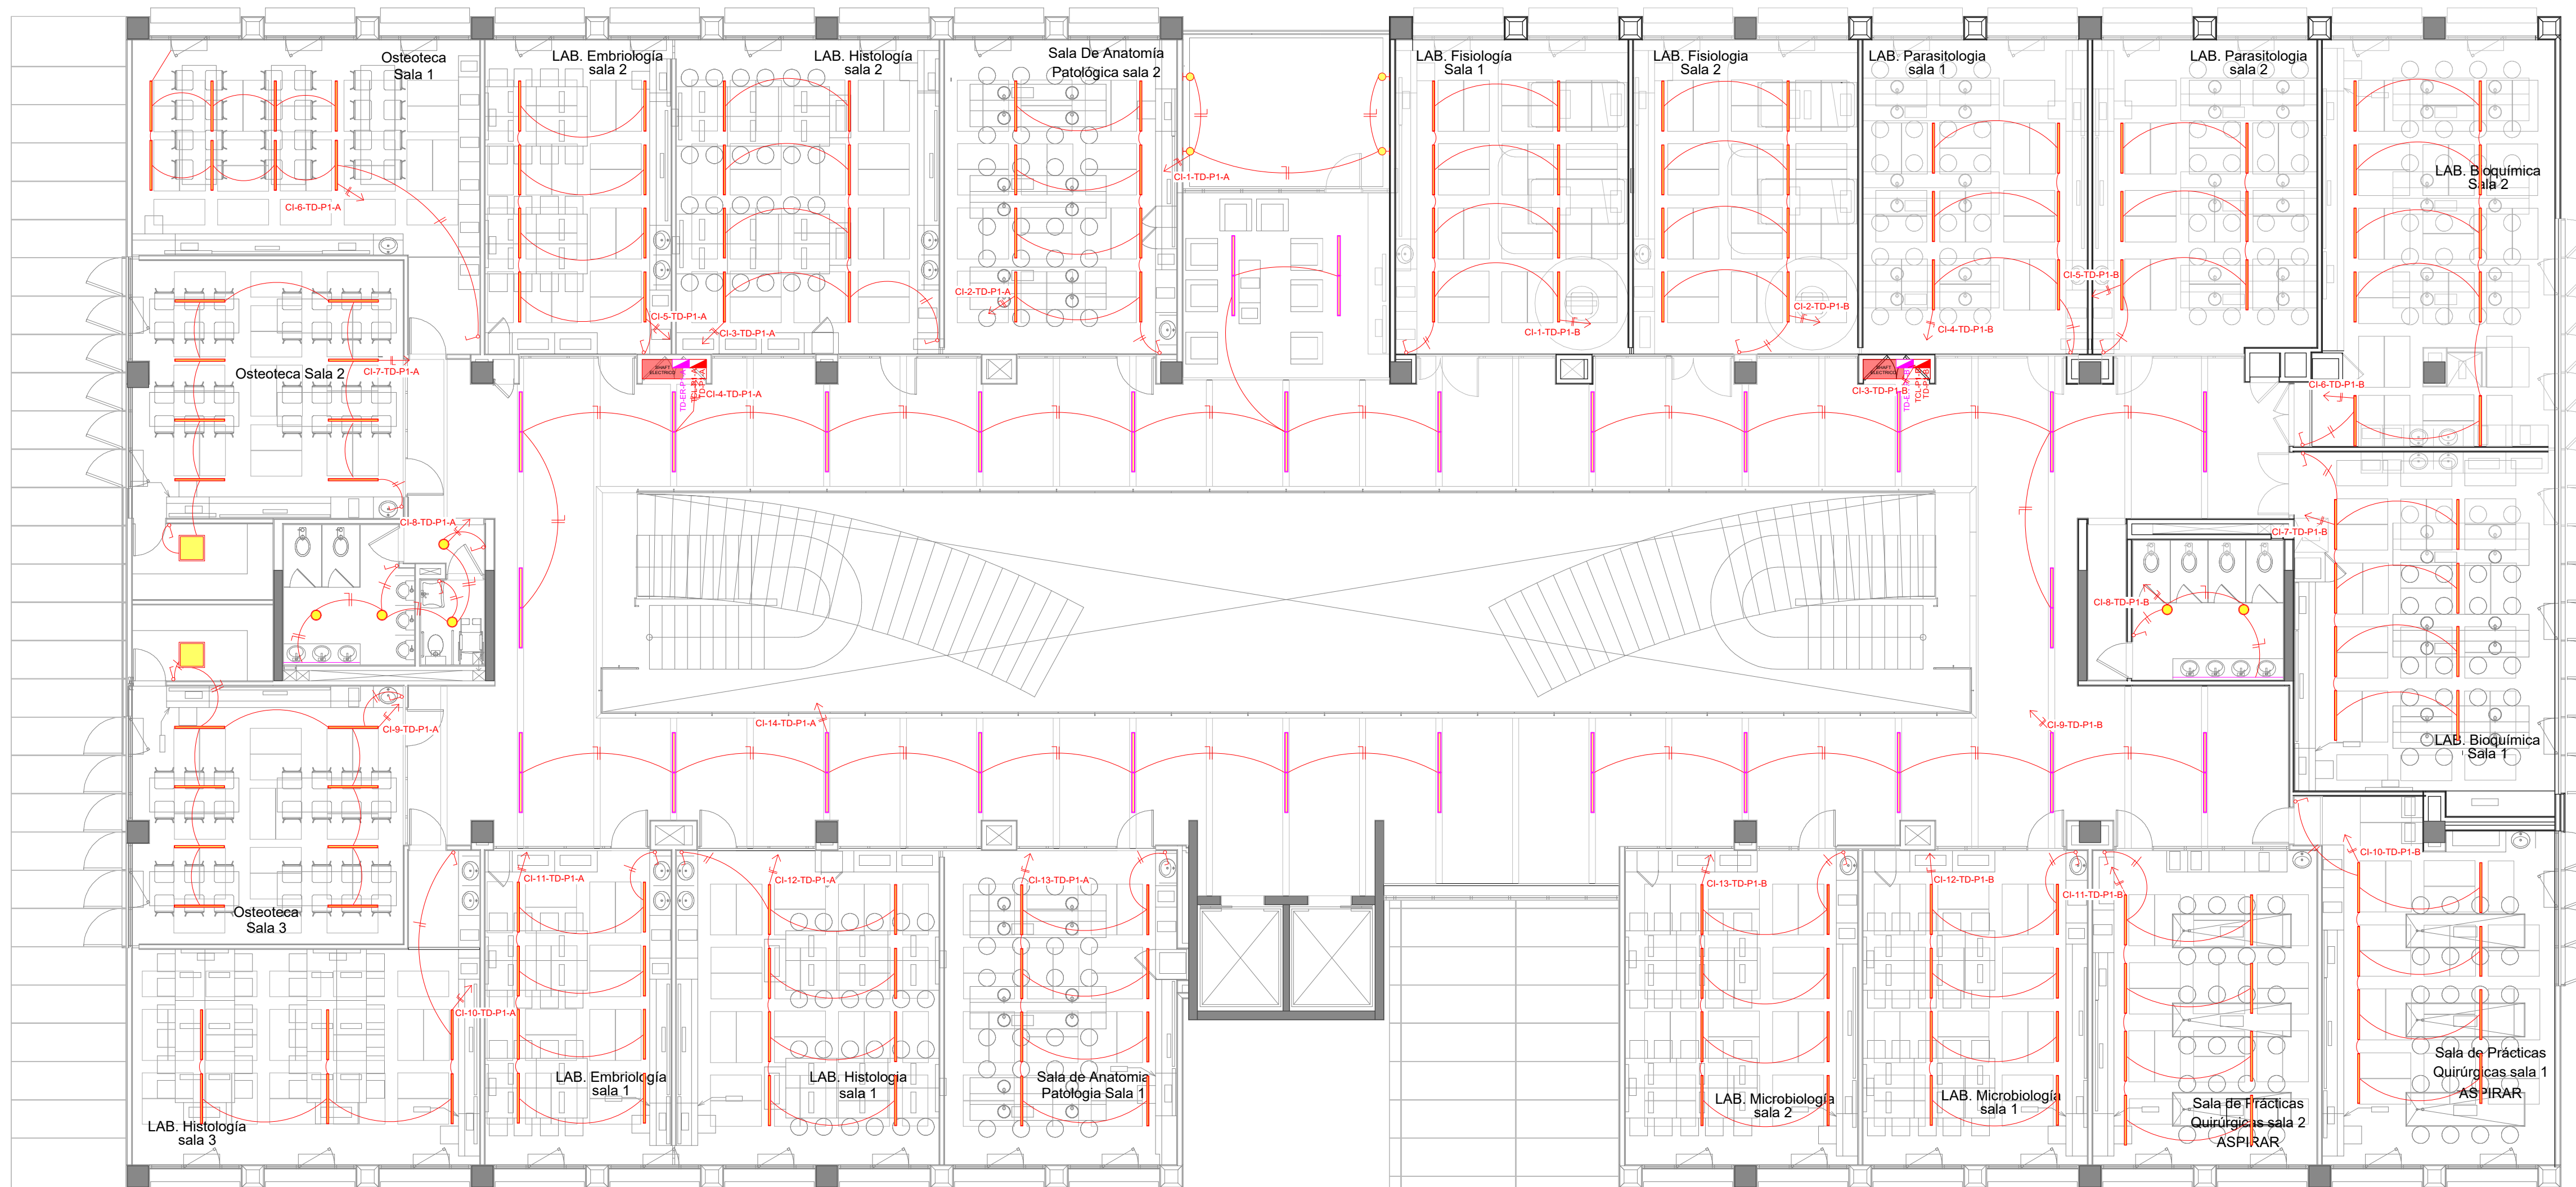 Osteoteca
Sala 1
LAB. Embriología
sala 2
LAB. Histología
sala 2
Sala De Anatomía
Patológica sala 2
LAB. Fisiología
Sala 1
LAB. Fisiologia
Sala 2
LAB. Parasitologia
sala 1
LAB. Parasitologia
sala 2
LAB. Bioquímica
Sala 2
CI-1-TD-P1-A
CI-6-TD-P1-A
CI-2-TD-P1-A
CI-5-TD-P1-A
CI-3-TD-P1-A
CI-1-TD-P1-B
CI-2-TD-P1-B
CI-4-TD-P1-B
CI-5-TD-P1-B
Osteoteca Sala 2
CI-7-TD-P1-A
SHAFT
ELECTRICO
CI-4-TD-P1-A
SHAFT
ELECTRICO
CI-3-TD-P1-B
CI-6-TD-P1-B
CI-8-TD-P1-A
CI-7-TD-P1-B
CI-8-TD-P1-B
CI-9-TD-P1-A
CI-14-TD-P1-A
CI-9-TD-P1-B
LAB. Bioquímica
Sala 1
CI-10-TD-P1-B
CI-11-TD-P1-A
CI-12-TD-P1-A
CI-13-TD-P1-A
CI-13-TD-P1-B
CI-12-TD-P1-B
CI-11-TD-P1-B
Osteoteca
Sala 3
CI-10-TD-P1-A
LAB. Histología
sala 3
LAB. Embriología
sala 1
LAB. Histologia
sala 1
Sala de Anatomia
Patologia Sala 1
LAB. Microbiología
sala 2
LAB. Microbiología
sala 1
Sala de Prácticas
Quirúrgicas sala 2
ASPIRAR
Sala de Prácticas
Quirúrgicas sala 1
ASPIRAR